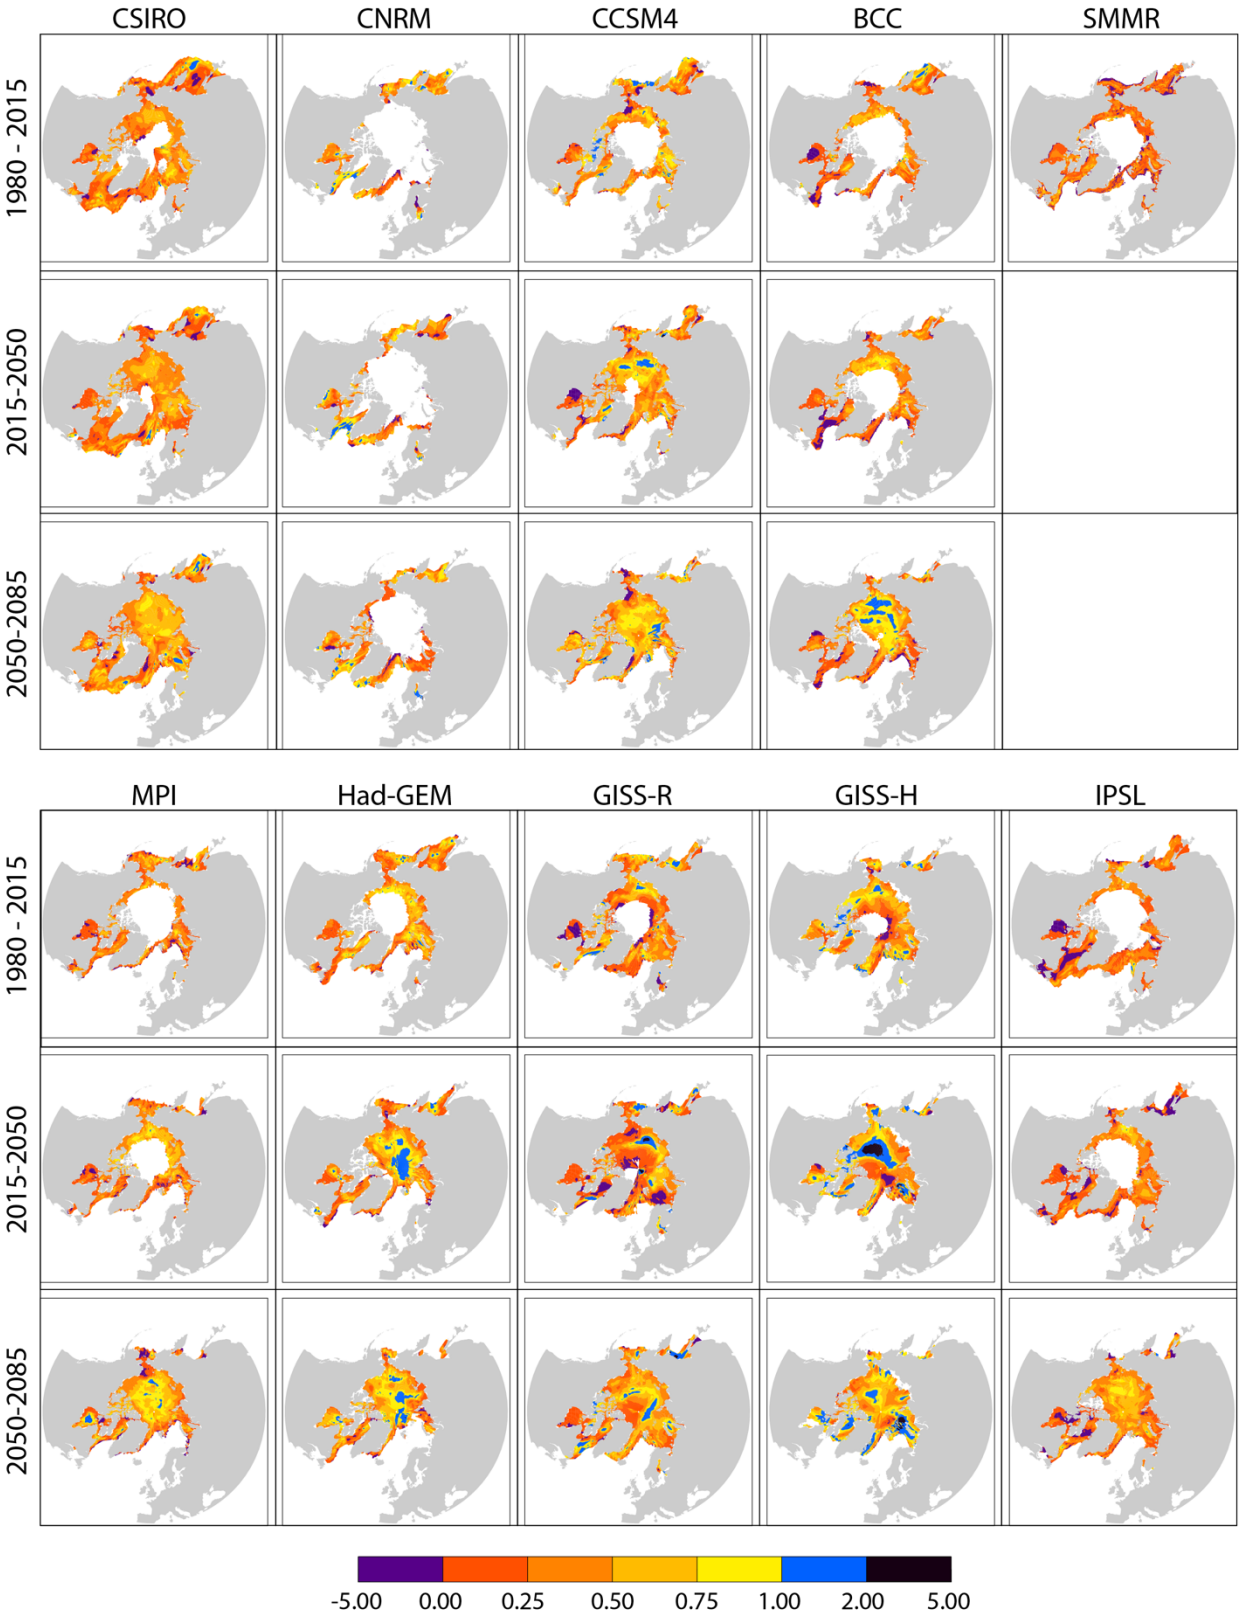 CSIRO CNRM CCSM4 BCC SMMR
1980 - 2015
2015-2050
2050-2085
MPI Had-GEM GISS-R GISS-H IPSL
1980 - 2015
2015-2050
2050-2085
-5.00 0.00 0.25 0.50 0.75 1.00 2.00 5.00